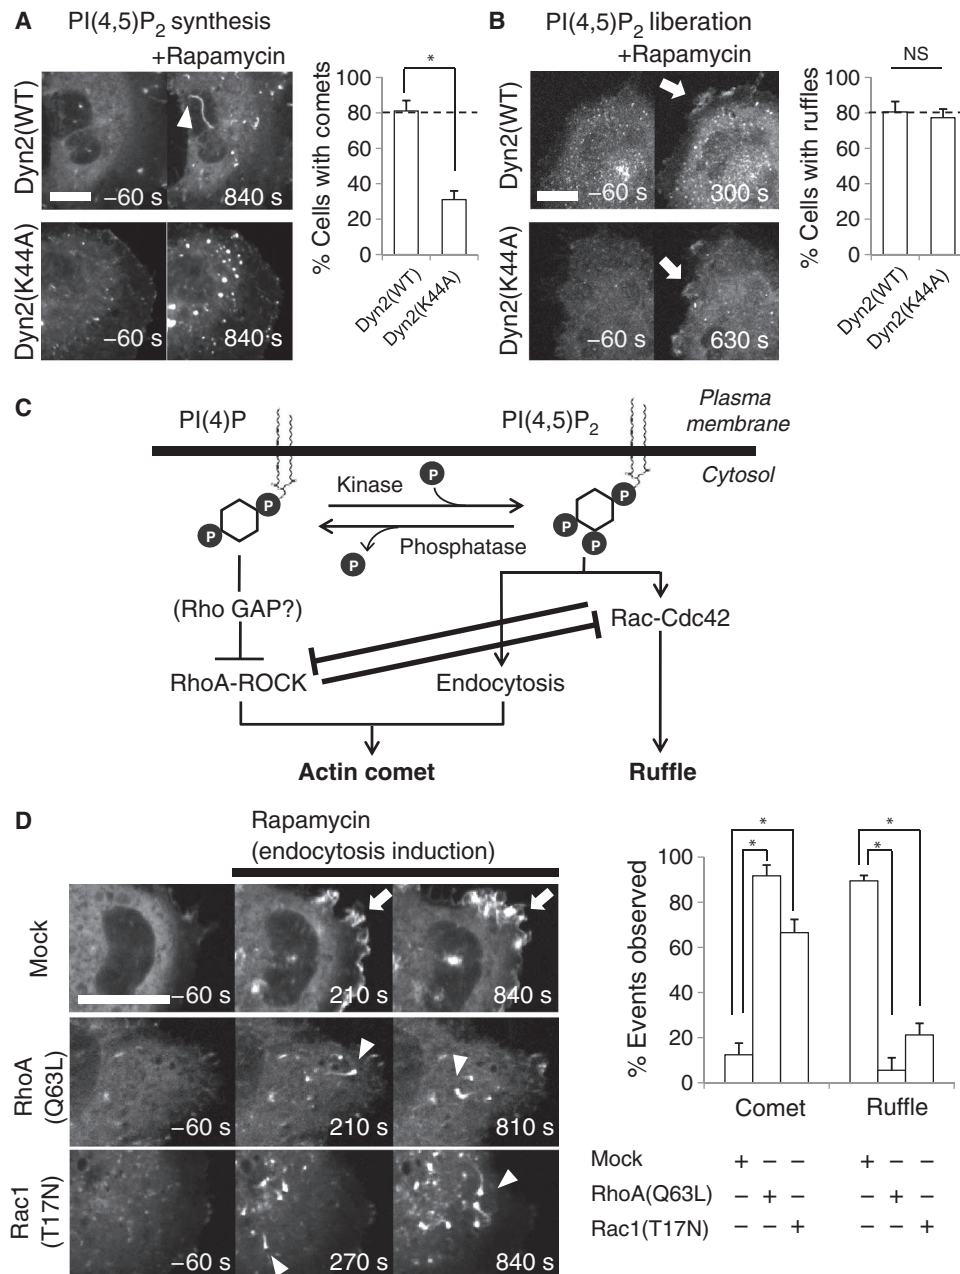 A
PI(4,5)P2 synthesis
+Rapamycin
Dyn2(WT)
−60 s
840 s
Dyn2(K44A)
−60 s
840 s
% Cells with comets
100
80
60
40
20
0
*
Dyn2(WT)
Dyn2(K44A)
B
PI(4,5)P2 liberation
+Rapamycin
Dyn2(WT)
−60 s
300 s
Dyn2(K44A)
−60 s
630 s
% Cells with ruffles
100
80
60
40
20
0
NS
Dyn2(WT)
Dyn2(K44A)
C
PI(4)P
PI(4,5)P2
Plasma
membrane
Cytosol
Kinase
P
P
P
P
P
P
Phosphatase
P
(Rho GAP?)
Rac-Cdc42
RhoA-ROCK
Endocytosis
Actin comet
Ruffle
D
Rapamycin
(endocytosis induction)
Mock
−60 s
210 s
840 s
RhoA
(Q63L)
−60 s
210 s
810 s
Rac1
(T17N)
−60 s
270 s
840 s
% Events observed
100
80
60
40
20
0
*
*
*
*
Comet
Ruffle
Mock + − − + − −
RhoA(Q63L) − + − − + −
Rac1(T17N) − − + − − +